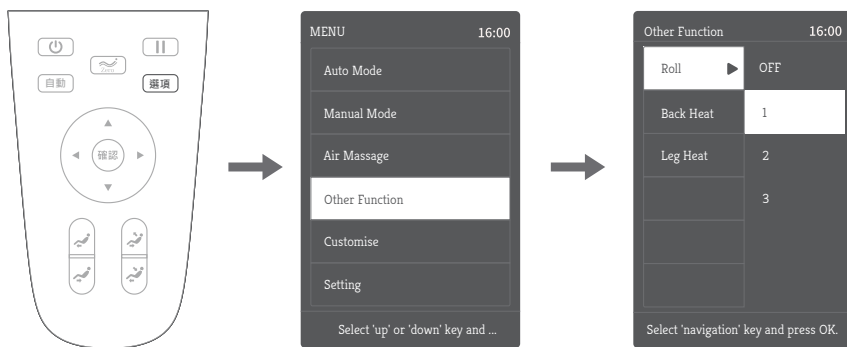 Zero
自動
選項
確認
MENU 16:00
Auto Mode
Manual Mode
Air Massage
Other Function
Customise
Setting
Select 'up' or 'down' key and ...
Other Function 16:00
Roll OFF
Back Heat 1
Leg Heat 2
3
Select 'navigation' key and press OK.